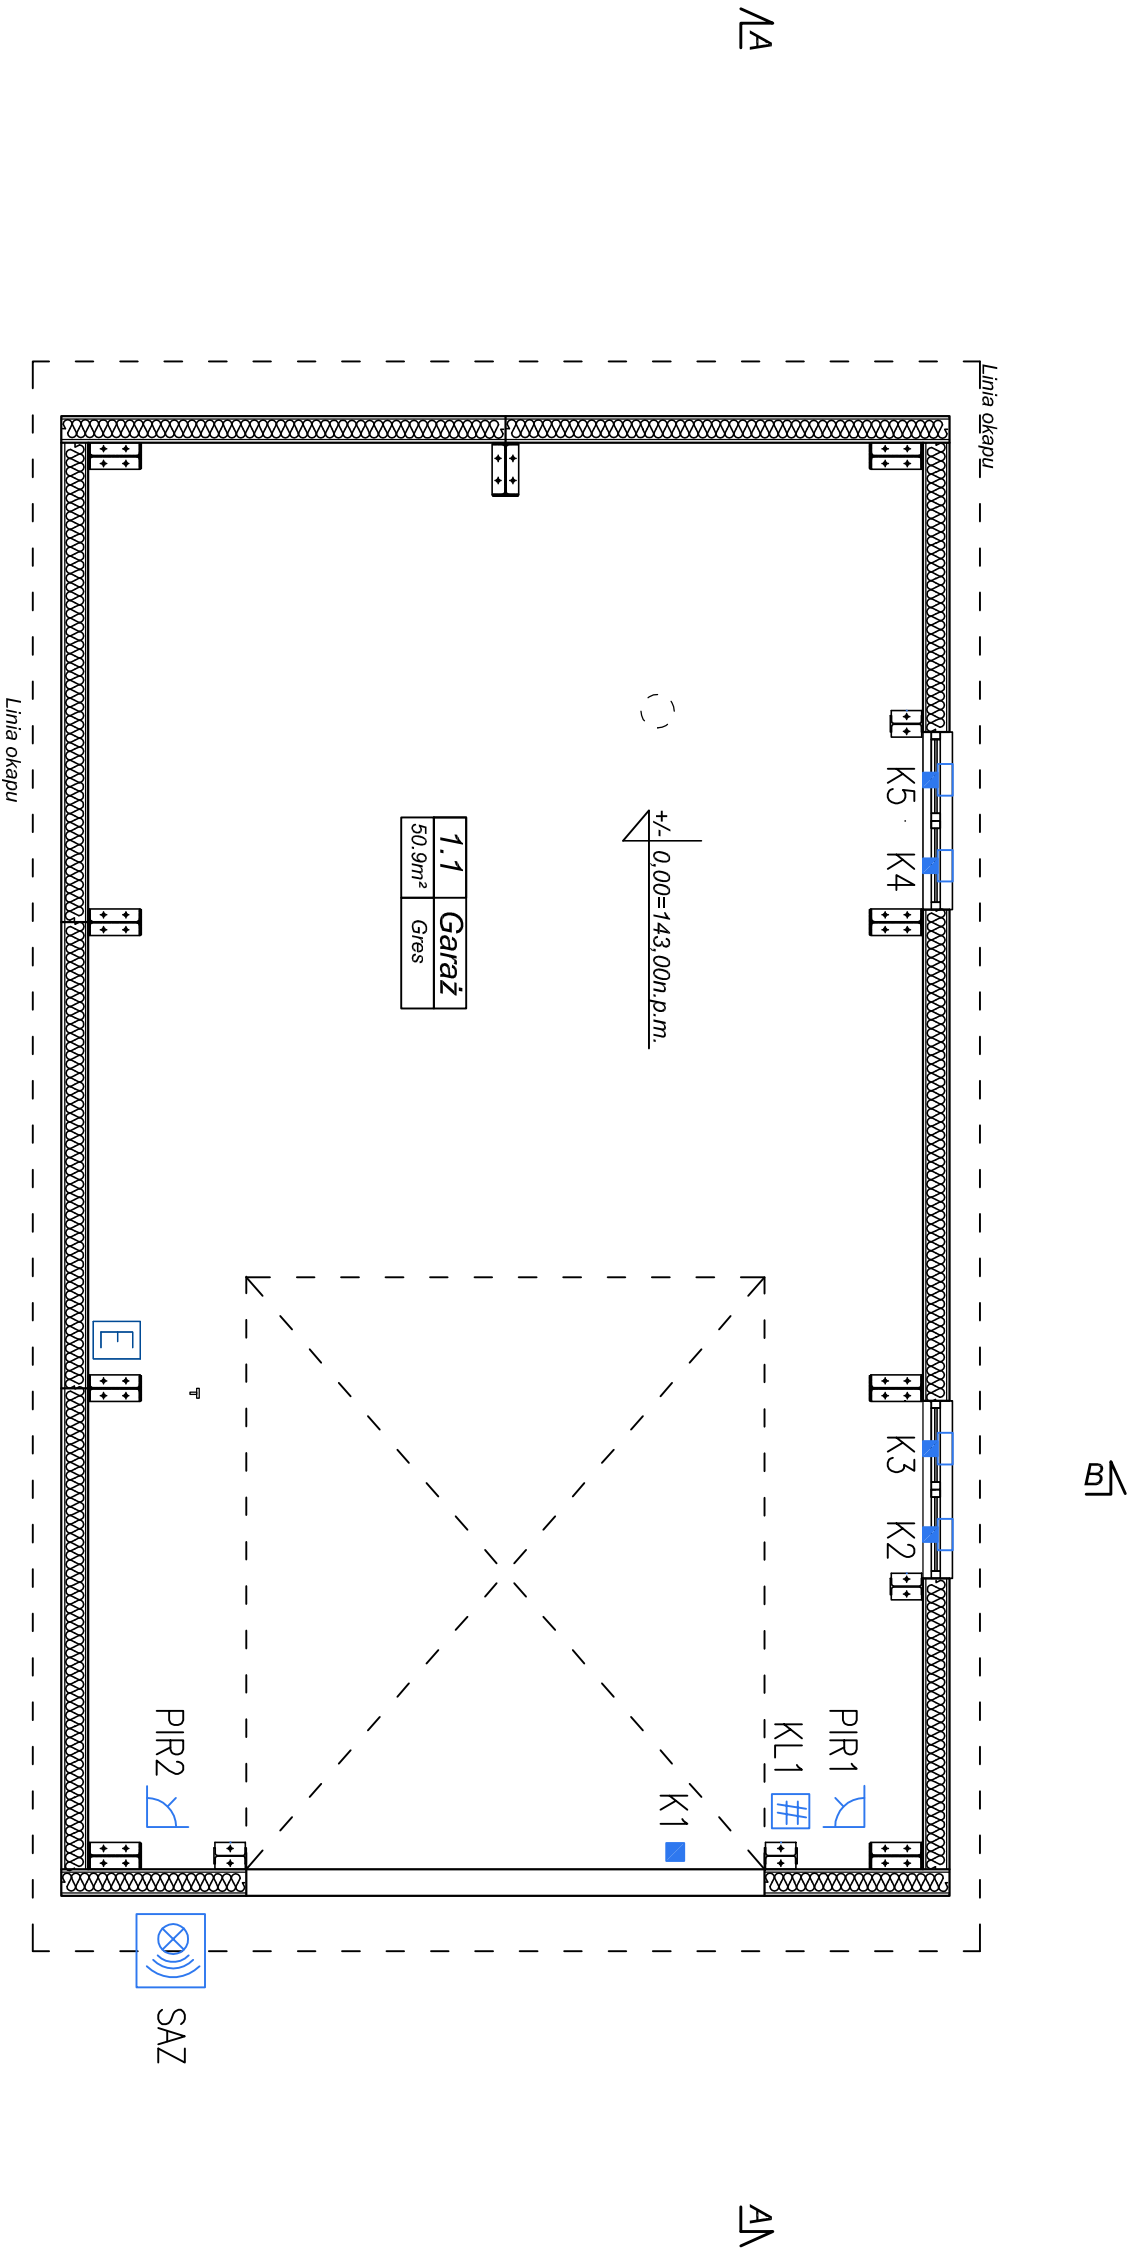 A
Linia okapu
Linia okapu
K5
K4
+/- 0,00=143,00n.p.m.
1.1 Garaż
50.9m² Gres
E
K3
K2
B
PIR2
PIR1
KL1
K1
SAZ
A